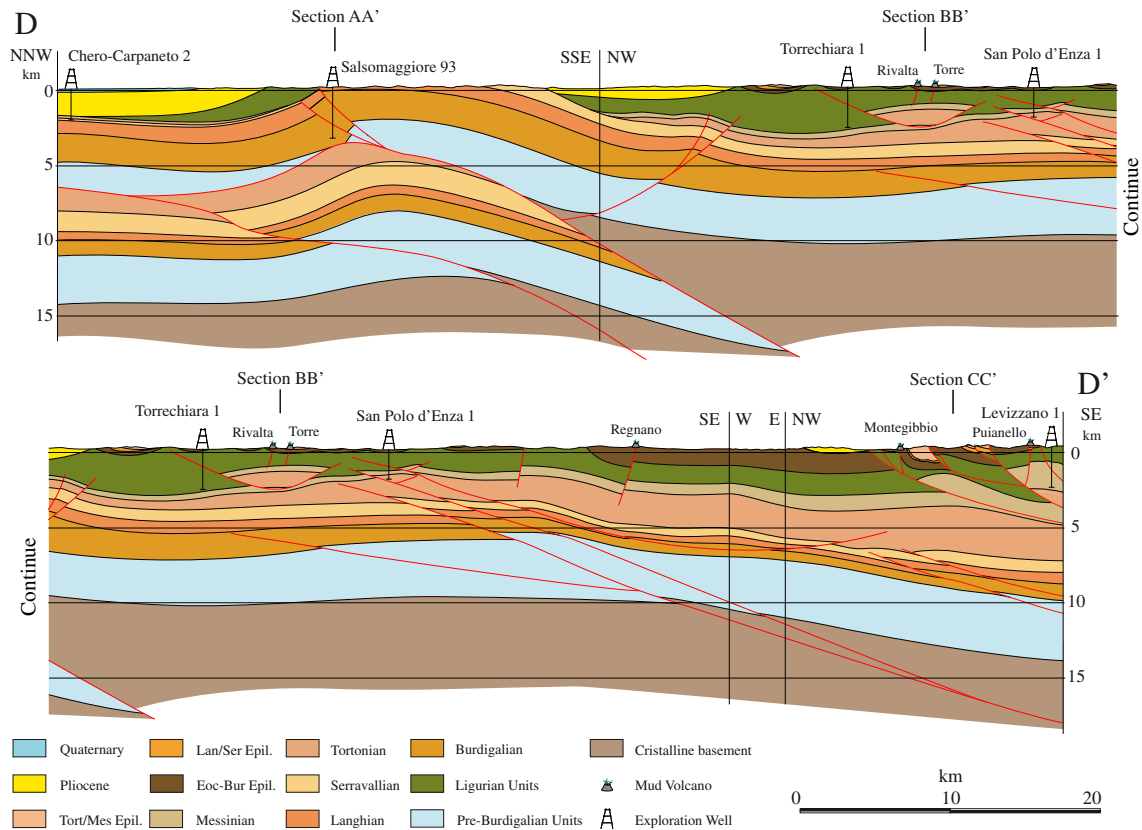 D
Section AA’
Section BB’
NNW
km
Chero-Carpaneto 2
Salsomaggiore 93
SSE
NW
Torrechiara 1
Rivalta
Torre
San Polo d’Enza 1
0
5
10
15
Continue
Section BB’
Section CC’
D’
Torrechiara 1
Rivalta
Torre
San Polo d’Enza 1
Regnano
SE
W
E
NW
Montegibbio
Puianello
Levizzano 1
SE
km
0
5
10
15
Continue
Quaternary
Lan/Ser Epil.
Tortonian
Burdigalian
Cristalline basement
Pliocene
Eoc-Bur Epil.
Serravallian
Ligurian Units
Mud Volcano
Tort/Mes Epil.
Messinian
Langhian
Pre-Burdigalian Units
Exploration Well
km
0
10
20